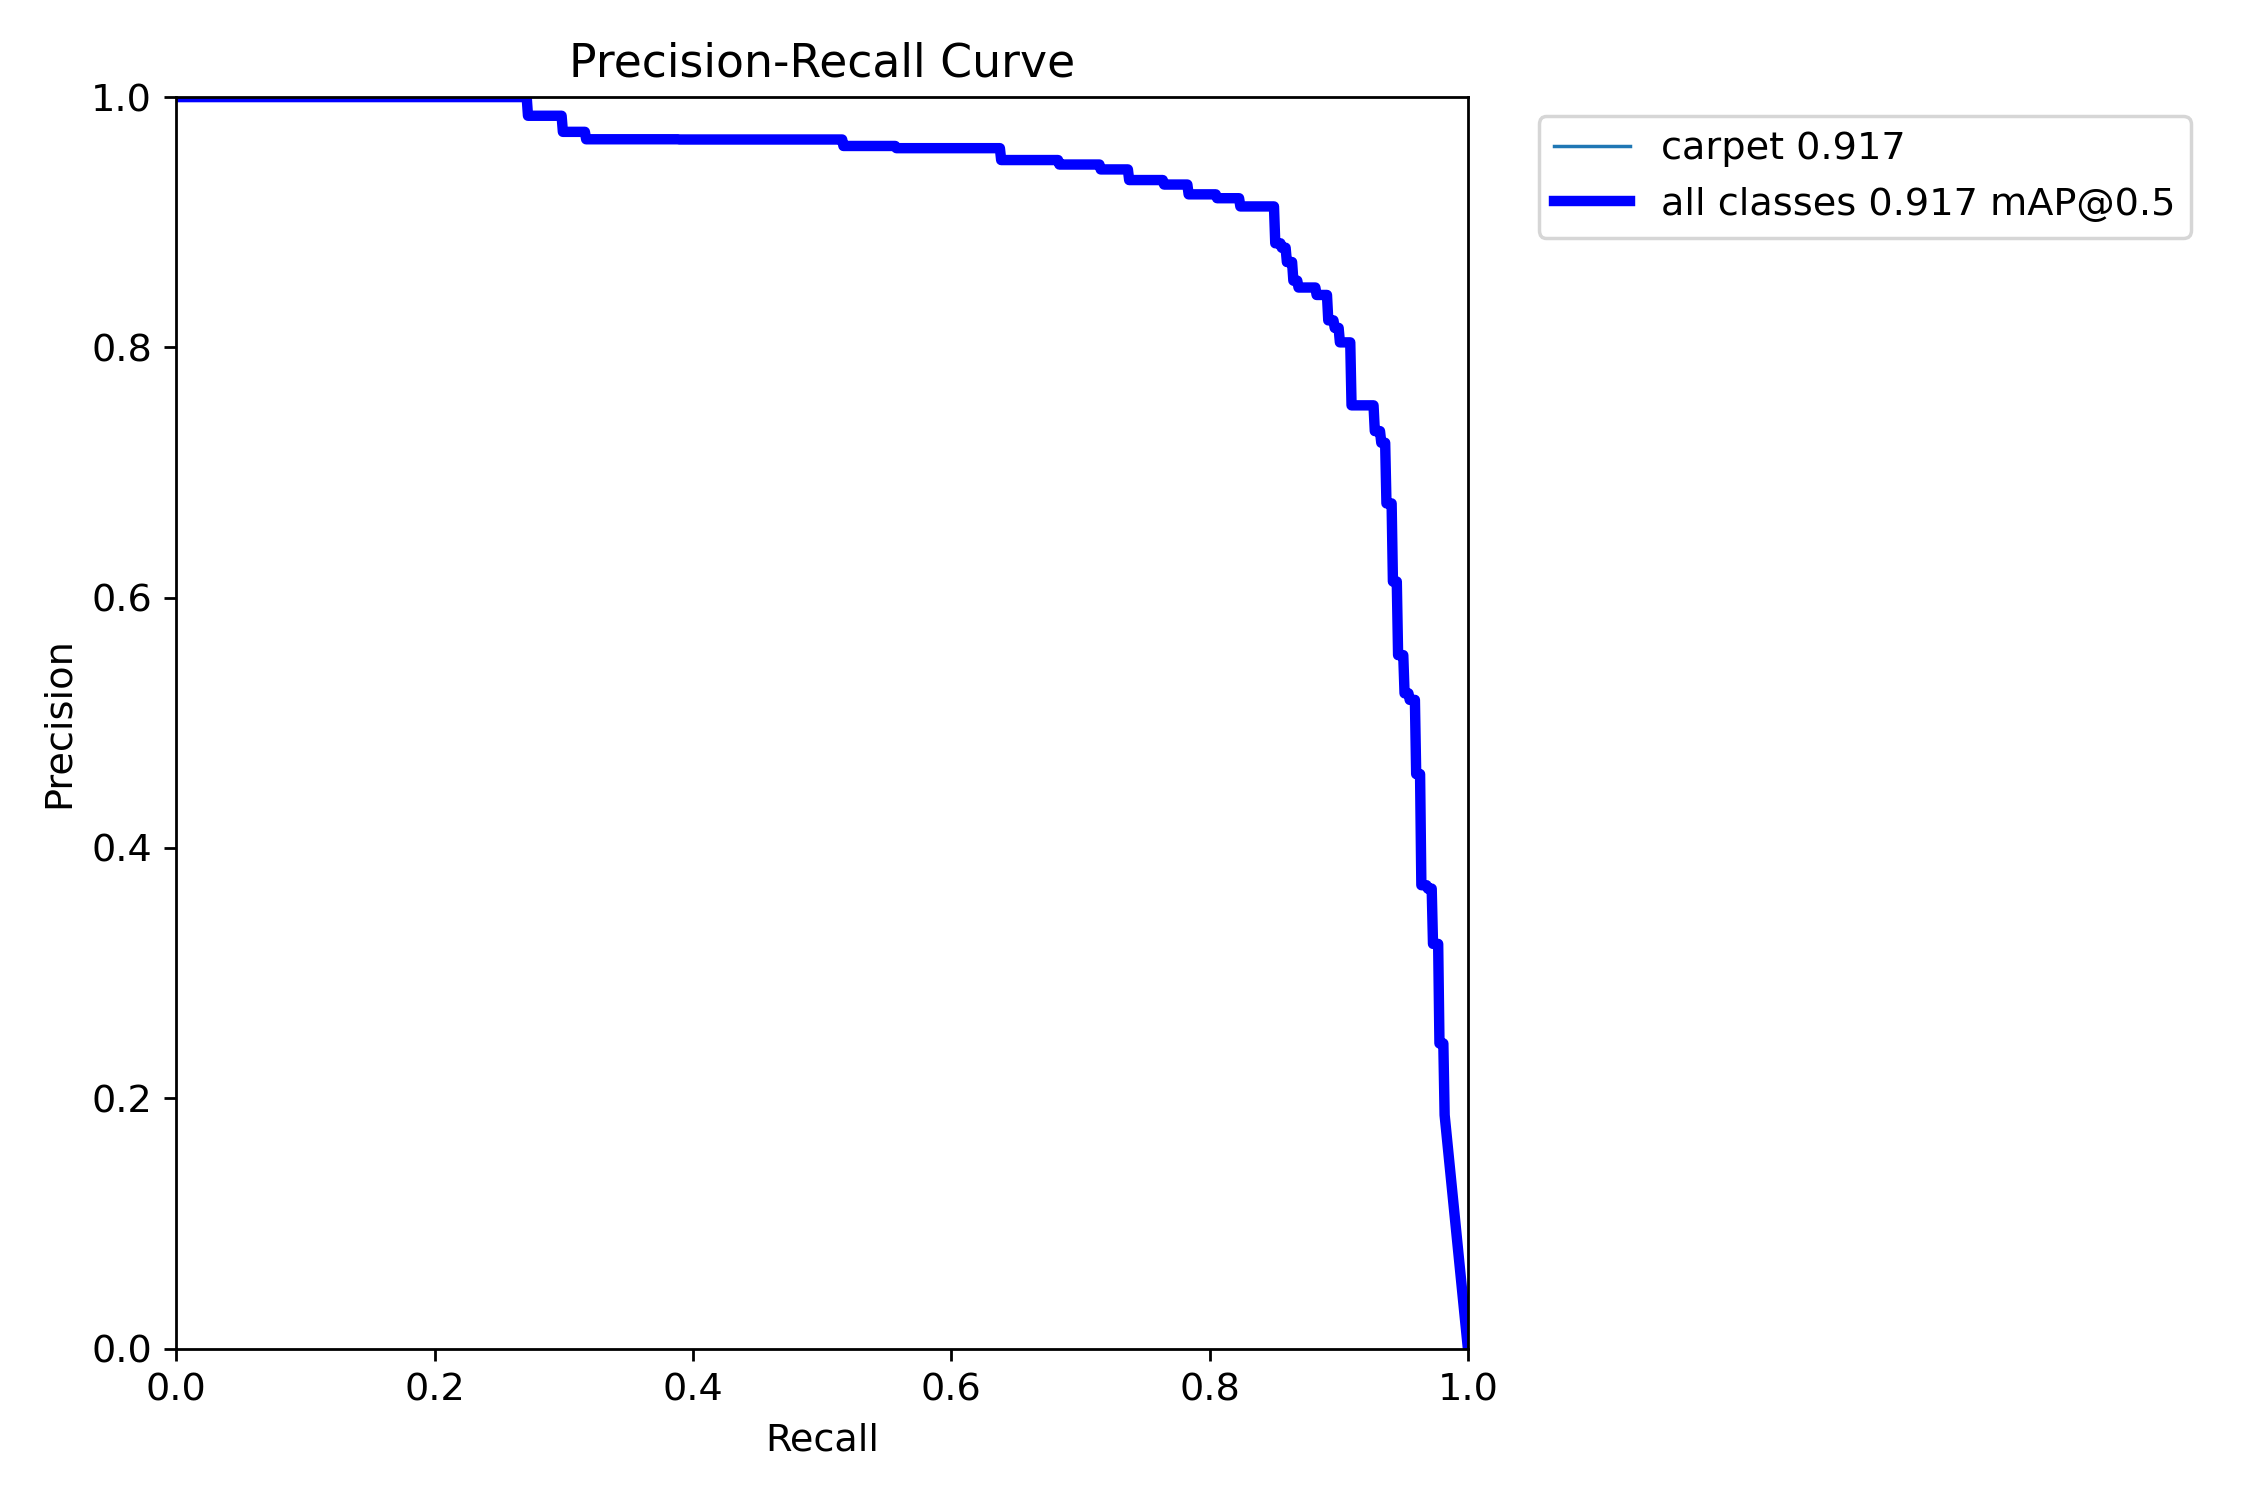 Precision-Recall Curve
1.0
0.8
0.6
0.4
0.2
0.0
Precision
0.0 0.2 0.4 0.6 0.8 1.0
Recall
carpet 0.917
all classes 0.917 mAP@0.5